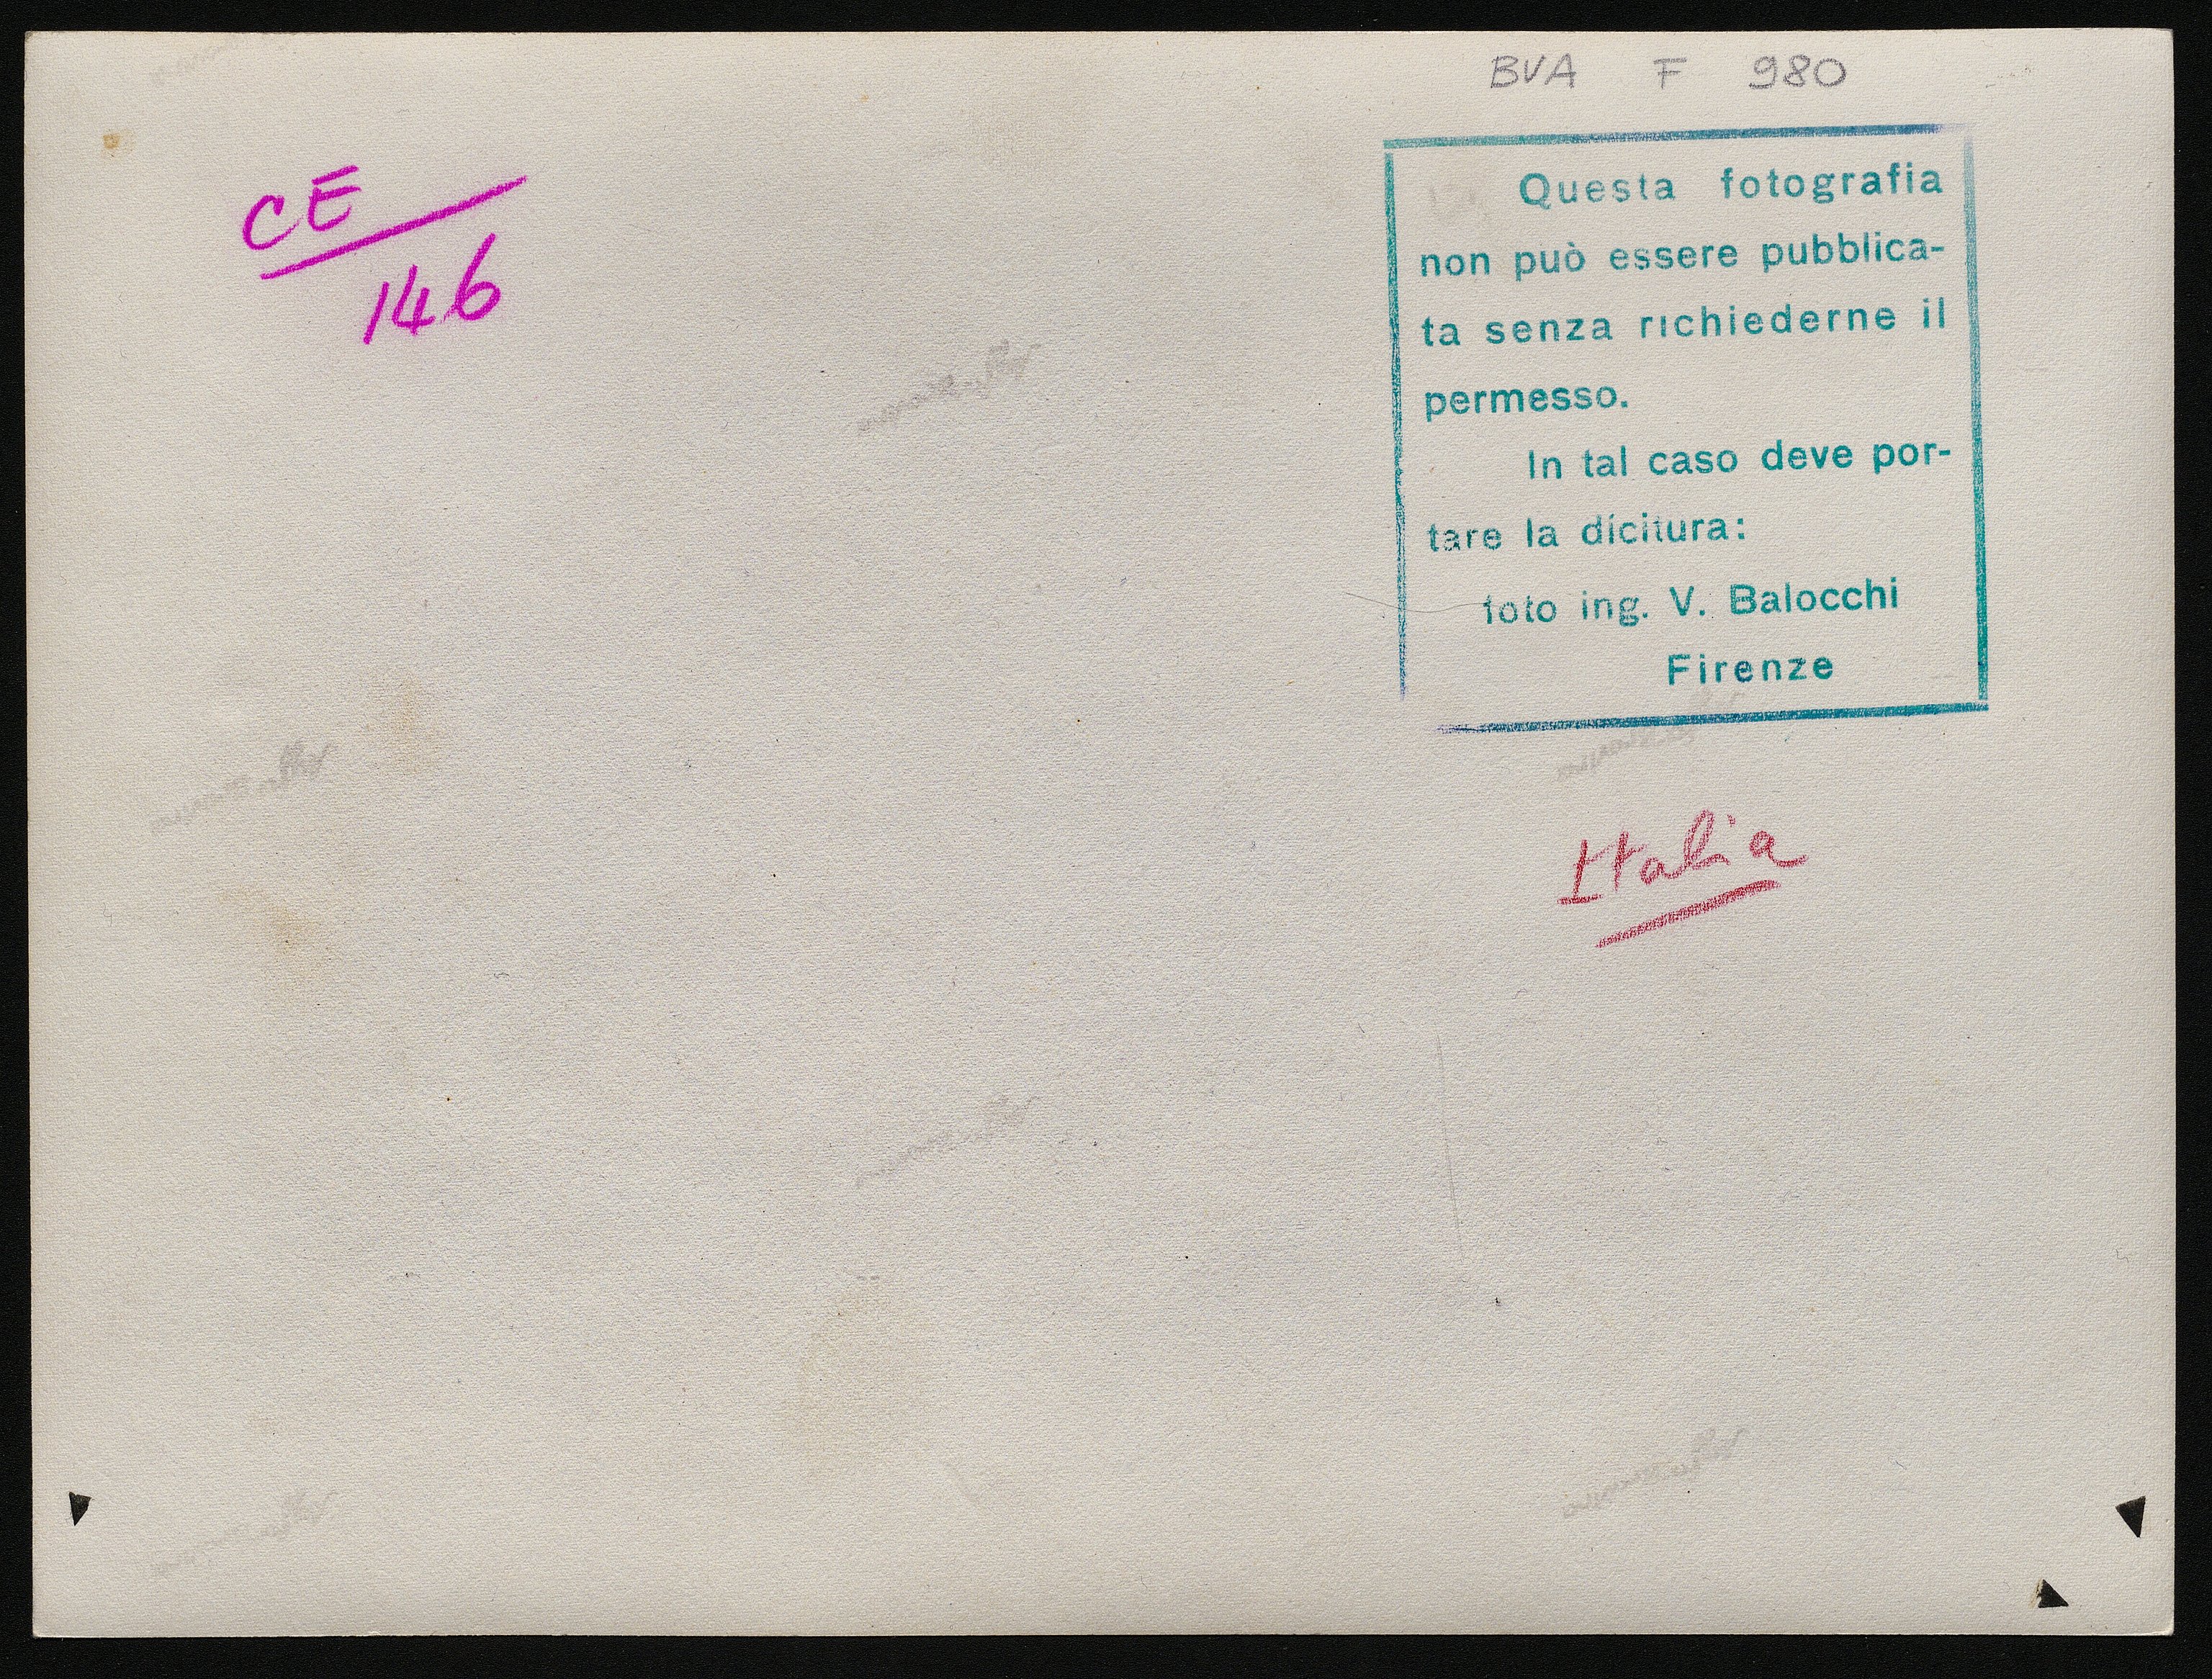 BVA F 980
CE
146
Questa fotografia
non può essere pubblica-
ta senza richiederne il
permesso.
In tal caso deve por-
tare la dicitura:
foto ing. V. Balocchi
Firenze
Italia